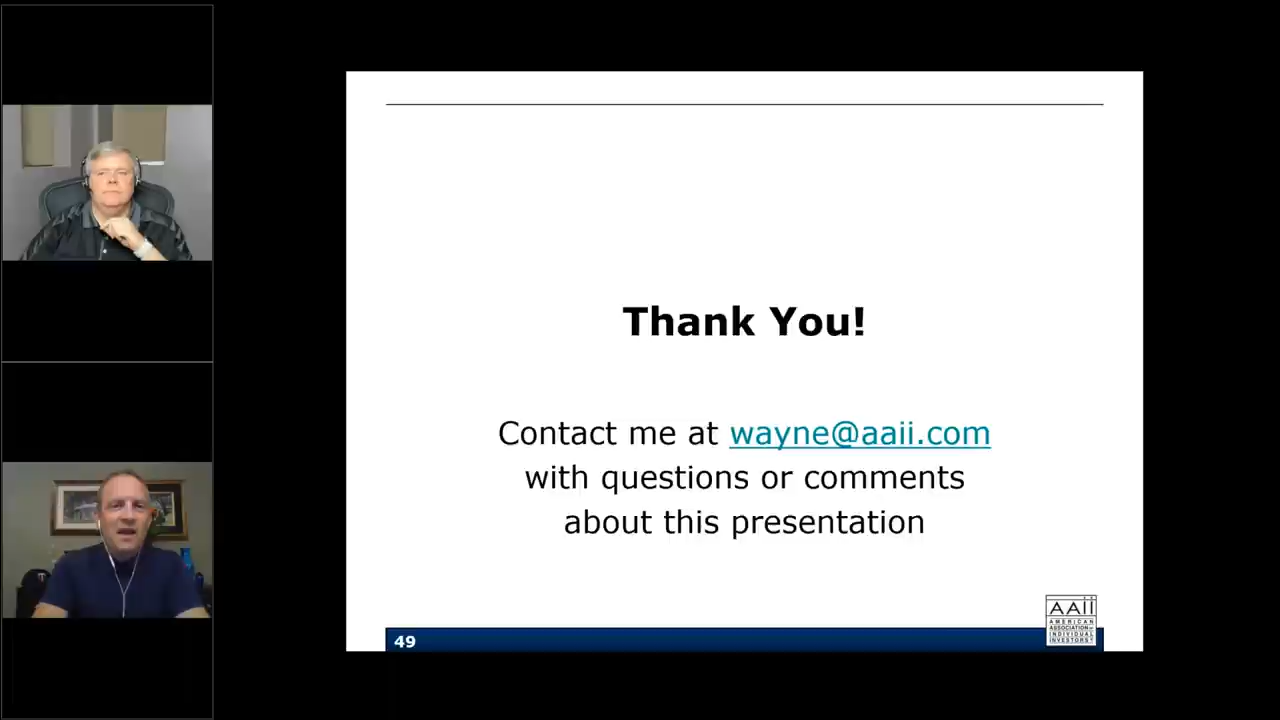 Thank You!
Contact me at wayne@aaii.com
with questions or comments
about this presentation
49
AAii
AMERICAN
ASSOCIATION of
INDIVIDUAL
INVESTORS®